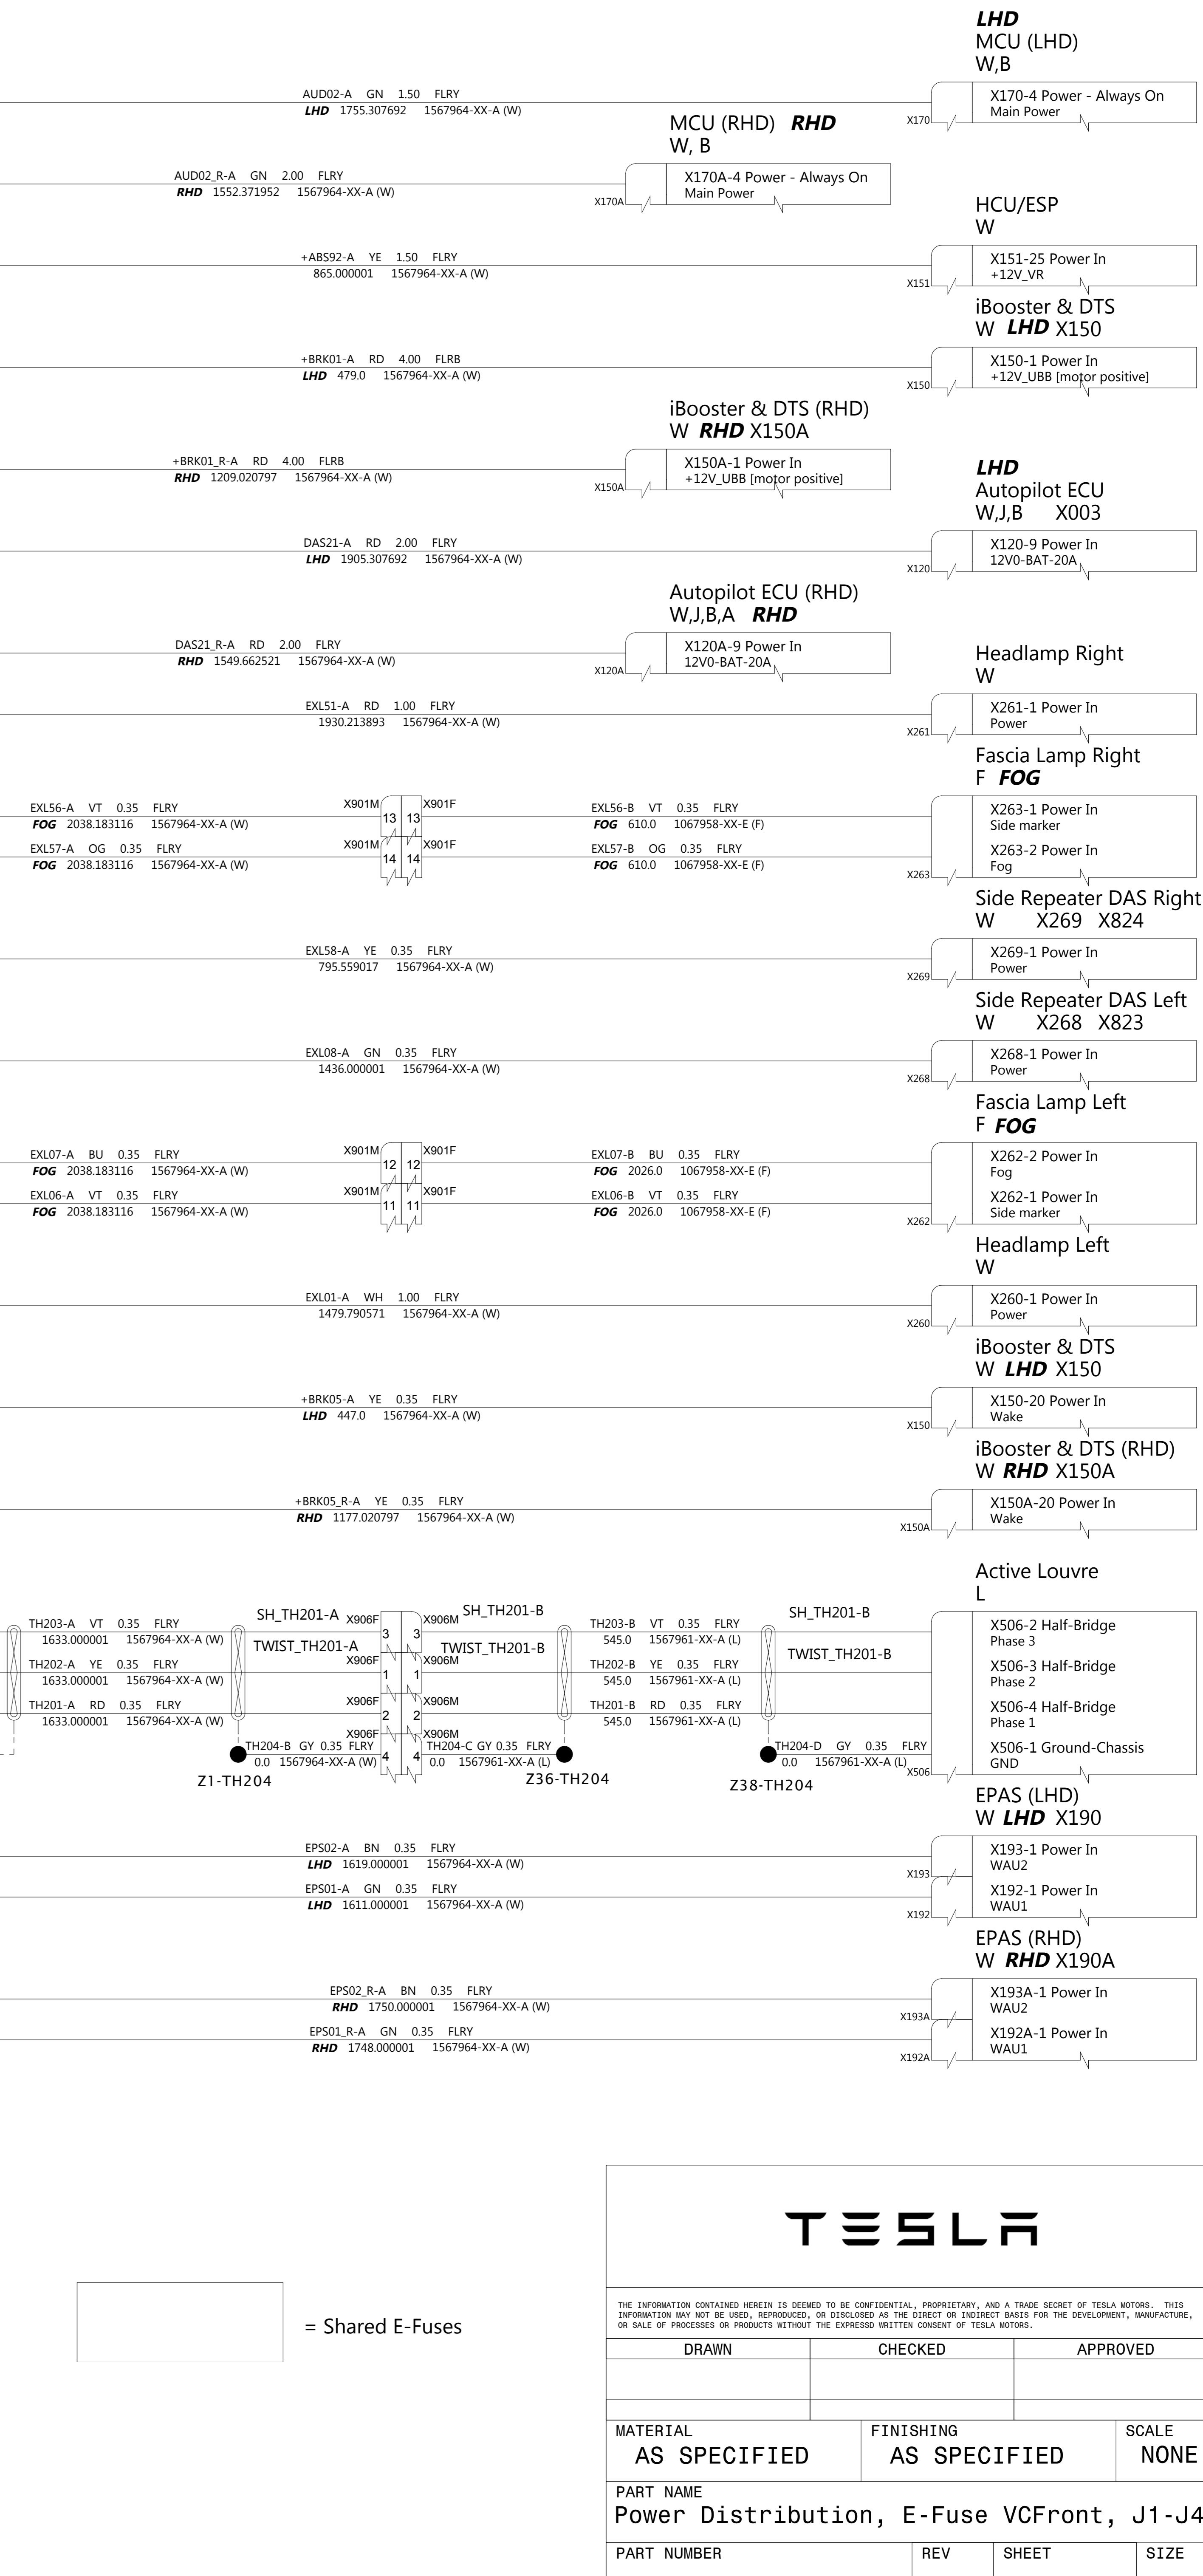 LHD
MCU (LHD)
W,B
AUD02-A GN 1.50 FLRY
LHD 1755.307692 1567964-XX-A (W)
X170
X170-4 Power - Always On
Main Power
MCU (RHD) RHD
W, B
AUD02_R-A GN 2.00 FLRY
RHD 1552.371952 1567964-XX-A (W)
X170A
X170A-4 Power - Always On
Main Power
HCU/ESP
W
+ABS92-A YE 1.50 FLRY
865.000001 1567964-XX-A (W)
X151
X151-25 Power In
+12V_VR
iBooster & DTS
W LHD X150
+BRK01-A RD 4.00 FLRB
LHD 479.0 1567964-XX-A (W)
X150
X150-1 Power In
+12V_UBB [motor positive]
iBooster & DTS (RHD)
W RHD X150A
+BRK01_R-A RD 4.00 FLRB
RHD 1209.020797 1567964-XX-A (W)
X150A
X150A-1 Power In
+12V_UBB [motor positive]
LHD
Autopilot ECU
W,J,B X003
DAS21-A RD 2.00 FLRY
LHD 1905.307692 1567964-XX-A (W)
X120
X120-9 Power In
12V0-BAT-20A
Autopilot ECU (RHD)
W,J,B,A RHD
DAS21_R-A RD 2.00 FLRY
RHD 1549.662521 1567964-XX-A (W)
X120A
X120A-9 Power In
12V0-BAT-20A
Headlamp Right
W
EXL51-A RD 1.00 FLRY
1930.213893 1567964-XX-A (W)
X261
X261-1 Power In
Power
Fascia Lamp Right
F FOG
EXL56-A VT 0.35 FLRY
FOG 2038.183116 1567964-XX-A (W)
X901M 13 13 X901F
EXL56-B VT 0.35 FLRY
FOG 610.0 1067958-XX-E (F)
X263-1 Power In
Side marker
EXL57-A OG 0.35 FLRY
FOG 2038.183116 1567964-XX-A (W)
X901M 14 14 X901F
EXL57-B OG 0.35 FLRY
FOG 610.0 1067958-XX-E (F)
X263
X263-2 Power In
Fog
Side Repeater DAS Right
W X269 X824
EXL58-A YE 0.35 FLRY
795.559017 1567964-XX-A (W)
X269
X269-1 Power In
Power
Side Repeater DAS Left
W X268 X823
EXL08-A GN 0.35 FLRY
1436.000001 1567964-XX-A (W)
X268
X268-1 Power In
Power
Fascia Lamp Left
F FOG
EXL07-A BU 0.35 FLRY
FOG 2038.183116 1567964-XX-A (W)
X901M 12 12 X901F
EXL07-B BU 0.35 FLRY
FOG 2026.0 1067958-XX-E (F)
X262-2 Power In
Fog
EXL06-A VT 0.35 FLRY
FOG 2038.183116 1567964-XX-A (W)
X901M 11 11 X901F
EXL06-B VT 0.35 FLRY
FOG 2026.0 1067958-XX-E (F)
X262
X262-1 Power In
Side marker
Headlamp Left
W
EXL01-A WH 1.00 FLRY
1479.790571 1567964-XX-A (W)
X260
X260-1 Power In
Power
iBooster & DTS
W LHD X150
+BRK05-A YE 0.35 FLRY
LHD 447.0 1567964-XX-A (W)
X150
X150-20 Power In
Wake
iBooster & DTS (RHD)
W RHD X150A
+BRK05_R-A YE 0.35 FLRY
RHD 1177.020797 1567964-XX-A (W)
X150A
X150A-20 Power In
Wake
Active Louvre
L
SH_TH201-A SH_TH201-B SH_TH201-B
TH203-A VT 0.35 FLRY
1633.000001 1567964-XX-A (W)
X906F 3 3 X906M
TH203-B VT 0.35 FLRY
545.0 1567961-XX-A (L)
X506-2 Half-Bridge
Phase 3
TWIST_TH201-A TWIST_TH201-B TWIST_TH201-B
TH202-A YE 0.35 FLRY
1633.000001 1567964-XX-A (W)
X906F 1 1 X906M
TH202-B YE 0.35 FLRY
545.0 1567961-XX-A (L)
X506-3 Half-Bridge
Phase 2
TH201-A RD 0.35 FLRY
1633.000001 1567964-XX-A (W)
X906F 2 2 X906M
TH201-B RD 0.35 FLRY
545.0 1567961-XX-A (L)
X506-4 Half-Bridge
Phase 1
TH204-B GY 0.35 FLRY
0.0 1567964-XX-A (W)
X906F 4 4 X906M
TH204-C GY 0.35 FLRY
0.0 1567961-XX-A (L)
TH204-D GY 0.35 FLRY
0.0 1567961-XX-A (L)
X506
X506-1 Ground-Chassis
GND
Z1-TH204 Z36-TH204 Z38-TH204
EPAS (LHD)
W LHD X190
EPS02-A BN 0.35 FLRY
LHD 1619.000001 1567964-XX-A (W)
X193
X193-1 Power In
WAU2
EPS01-A GN 0.35 FLRY
LHD 1611.000001 1567964-XX-A (W)
X192
X192-1 Power In
WAU1
EPAS (RHD)
W RHD X190A
EPS02_R-A BN 0.35 FLRY
RHD 1750.000001 1567964-XX-A (W)
X193A
X193A-1 Power In
WAU2
EPS01_R-A GN 0.35 FLRY
RHD 1748.000001 1567964-XX-A (W)
X192A
X192A-1 Power In
WAU1
= Shared E-Fuses
TESLA
THE INFORMATION CONTAINED HEREIN IS DEEMED TO BE CONFIDENTIAL, PROPRIETARY, AND A TRADE SECRET OF TESLA MOTORS. THIS
INFORMATION MAY NOT BE USED, REPRODUCED, OR DISCLOSED AS THE DIRECT OR INDIRECT BASIS FOR THE DEVELOPMENT, MANUFACTURE,
OR SALE OF PROCESSES OR PRODUCTS WITHOUT THE EXPRESSD WRITTEN CONSENT OF TESLA MOTORS.
DRAWN CHECKED APPROVED
MATERIAL FINISHING SCALE
AS SPECIFIED AS SPECIFIED NONE
PART NAME
Power Distribution, E-Fuse VCFront, J1-J4
PART NUMBER REV SHEET SIZE